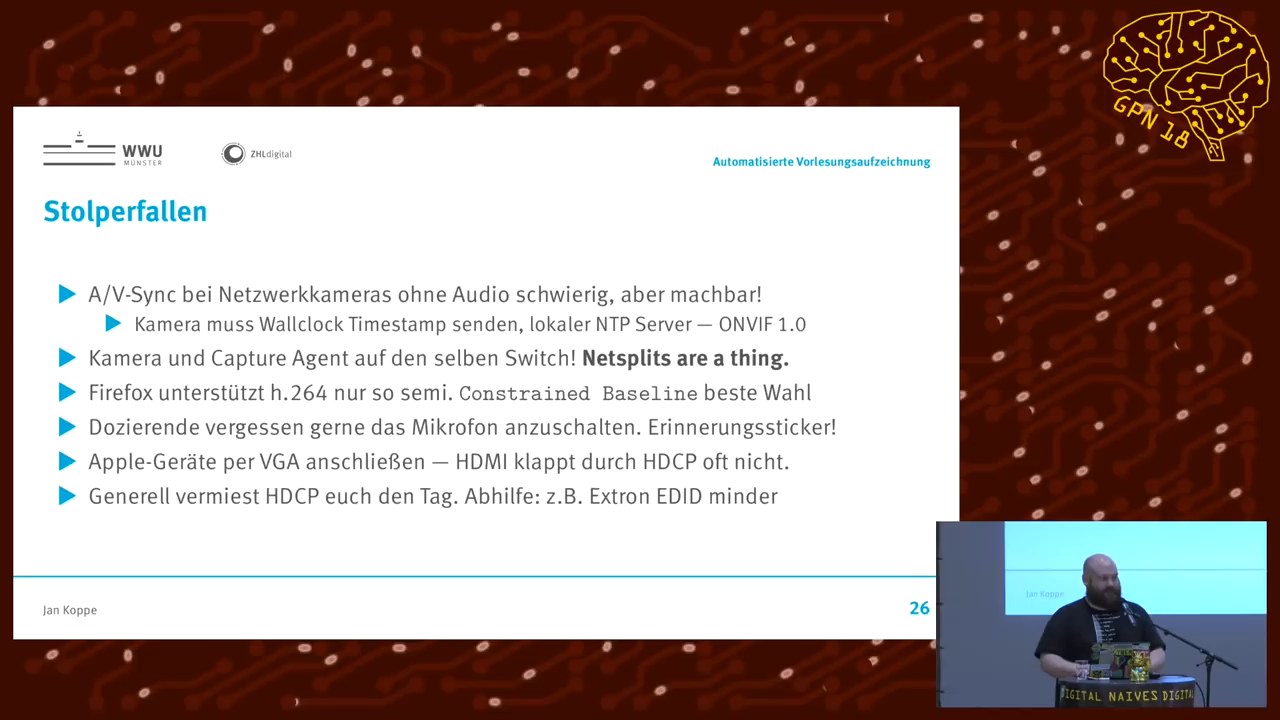 GPN 18
WWU
MÜNSTER
ZHLdigital
Automatisierte Vorlesungsaufzeichnung
Stolperfallen
A/V-Sync bei Netzwerkkameras ohne Audio schwierig, aber machbar!
Kamera muss Wallclock Timestamp senden, lokaler NTP Server — ONVIF 1.0
Kamera und Capture Agent auf den selben Switch! Netsplits are a thing.
Firefox unterstützt h.264 nur so semi. Constrained Baseline beste Wahl
Dozierende vergessen gerne das Mikrofon anzuschalten. Erinnerungssticker!
Apple-Geräte per VGA anschließen — HDMI klappt durch HDCP oft nicht.
Generell vermiest HDCP euch den Tag. Abhilfe: z.B. Extron EDID minder
Jan Koppe
26
Jan Koppe
DIGITAL NAIVES DIGITAL